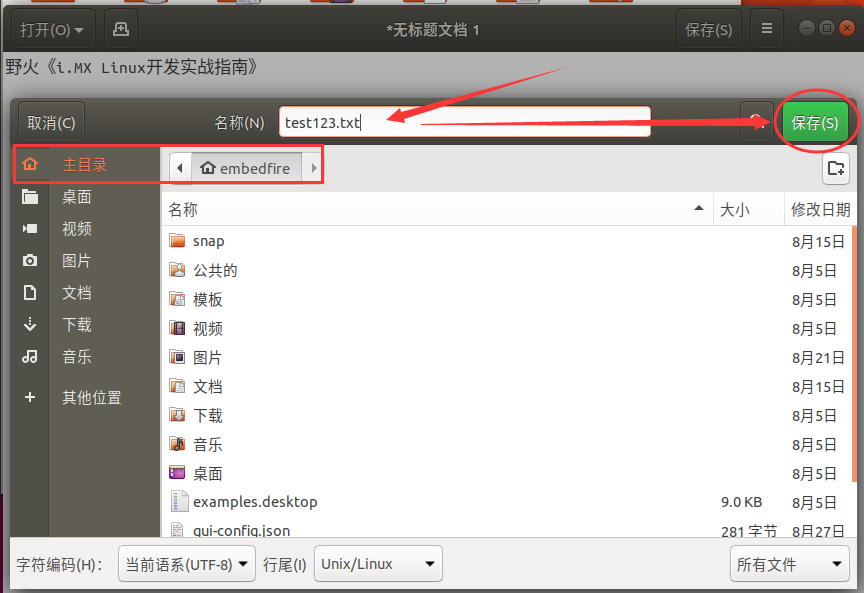 打开(O)
*无标题文档 1
保存(S)
野火《i.MX Linux开发实战指南》
取消(C)
名称(N)
test123.txt
保存(S)
主目录
embedfire
桌面
视频
图片
文档
下载
音乐
其他位置
名称 大小 修改日期
snap 8月15日
公共的 8月5日
模板 8月5日
视频 8月5日
图片 8月21日
文档 8月15日
下载 8月5日
音乐 8月5日
桌面 8月5日
examples.desktop 9.0 KB 8月5日
gui-config.json 281 字节 8月27日
字符编码(H): 当前语系(UTF-8) 行尾(I) Unix/Linux 所有文件